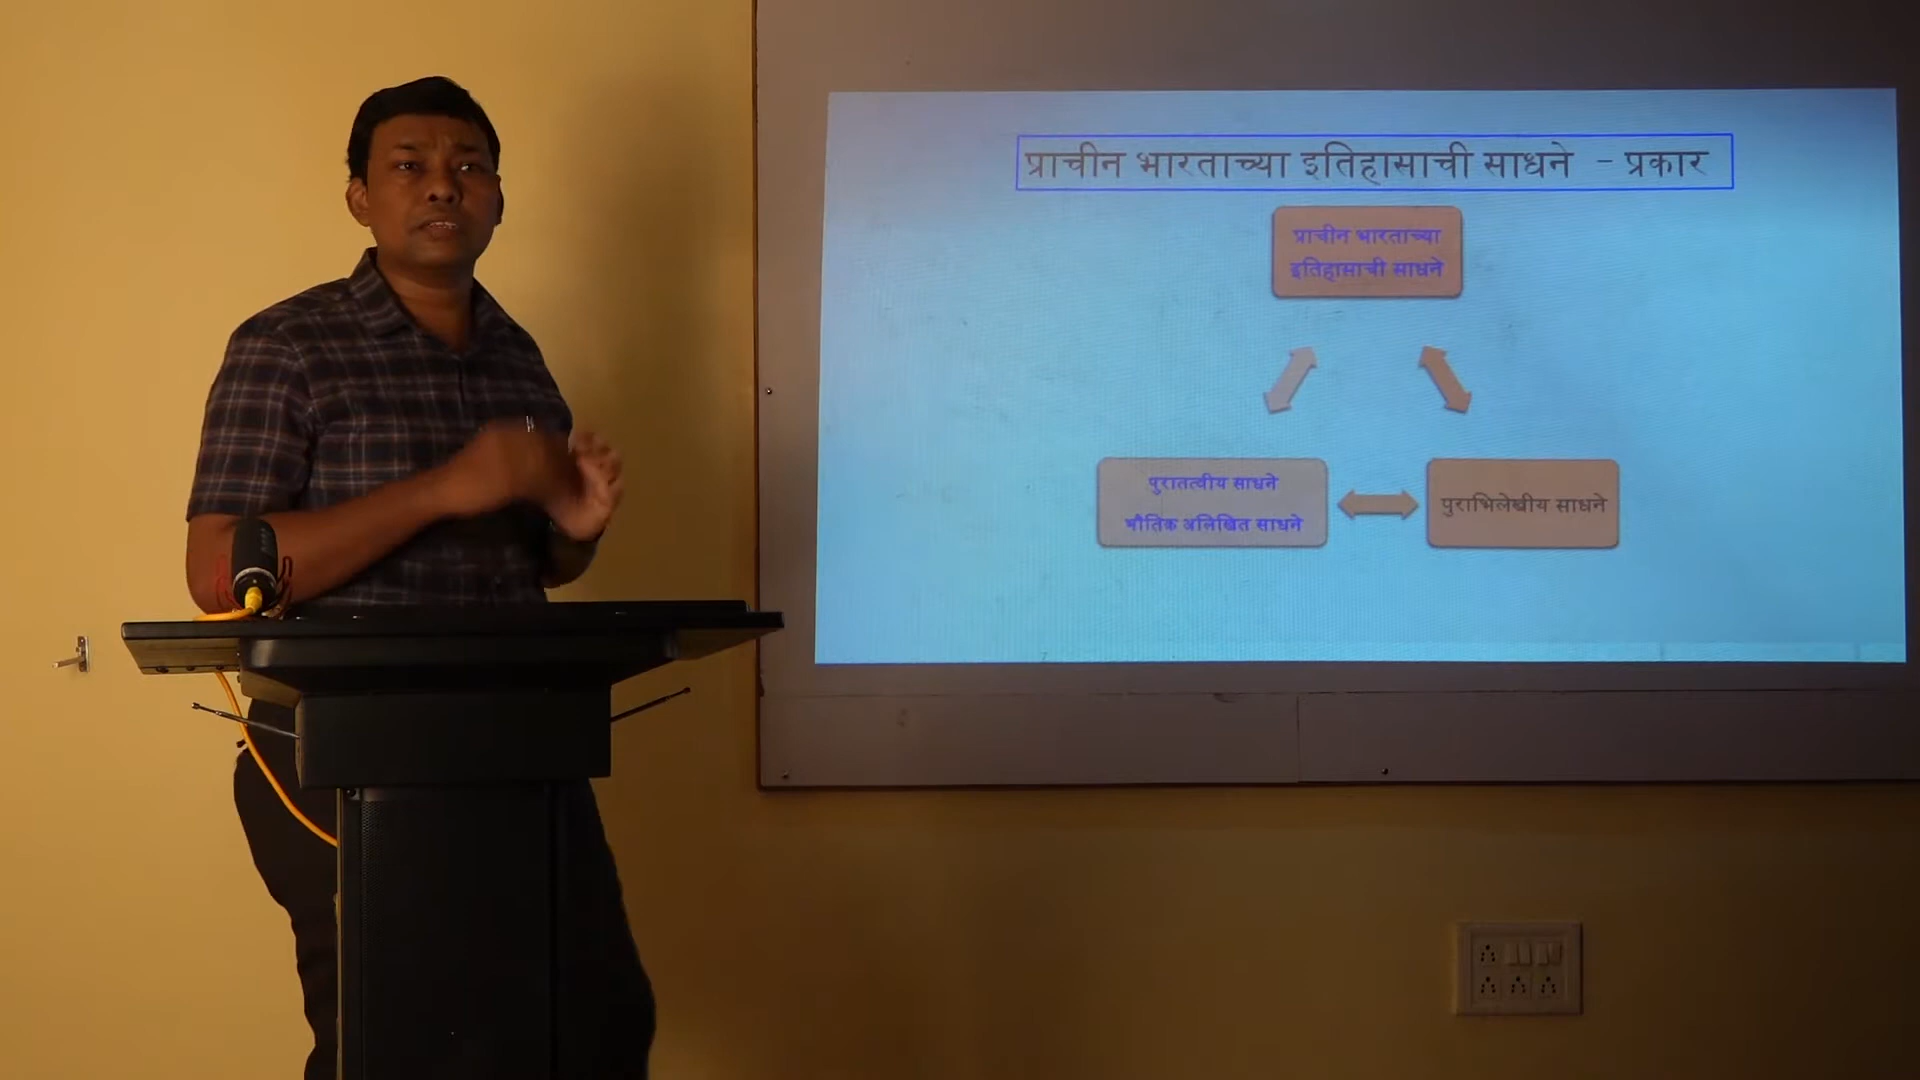 प्राचीन भारताच्या इतिहासाची साधने - प्रकार
प्राचीन भारताच्या
इतिहासाची साधने
पुरातत्वीय साधने
भौतिक अलिखित साधने
पुराभिलेखीय साधने